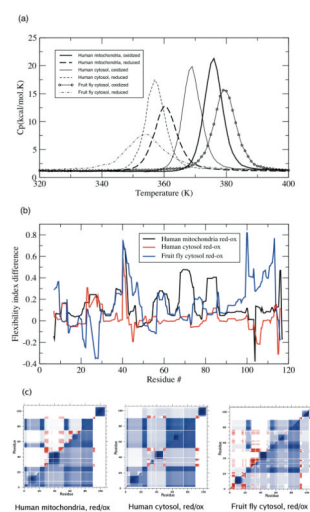 (a)
Cp(kcal/mol.K)
25
20
15
10
5
0
Human mitochondria, oxidized
Human mitochondria, reduced
Human cytosol, oxidized
Human cytosol, reduced
Fruit fly cytosol, oxidized
Fruit fly cytosol, reduced
320 340 360 380 400
Temperature (K)
(b)
Flexibility index difference
0.8
0.6
0.4
0.2
0
-0.2
-0.4
Human mitochondria red-ox
Human cytosol red-ox
Fruit fly cytosol red-ox
0 20 40 60 80 100 120
Residue #
(c)
Residue
Residue
Residue
Residue
Residue
Residue
Human mitochondria, red/ox
Human cytosol, red/ox
Fruit fly cytosol, red/ox